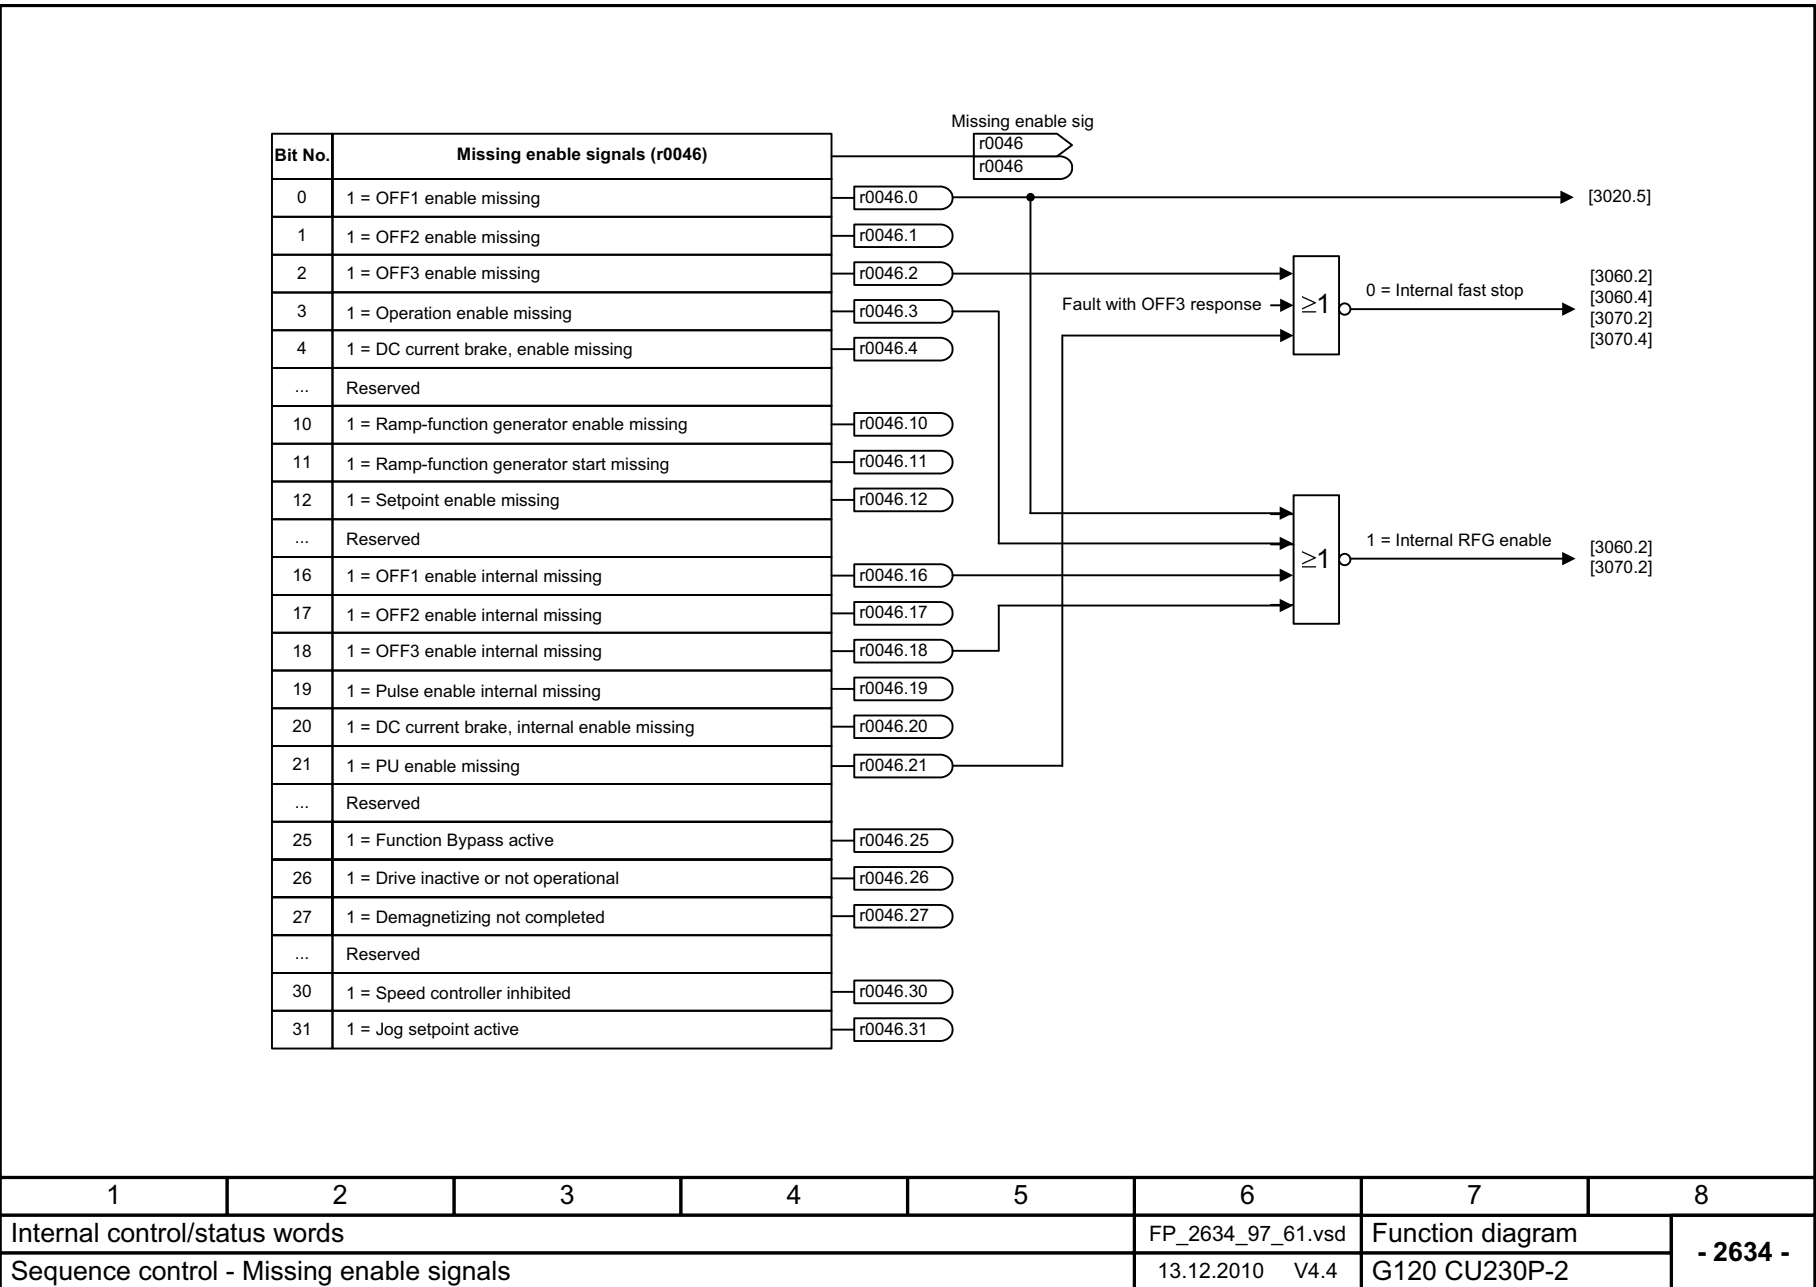 Missing enable sig
r0046
r0046
Bit No. Missing enable signals (r0046)
0 1 = OFF1 enable missing r0046.0 [3020.5]
1 1 = OFF2 enable missing r0046.1
2 1 = OFF3 enable missing r0046.2
3 1 = Operation enable missing r0046.3
4 1 = DC current brake, enable missing r0046.4
... Reserved
10 1 = Ramp-function generator enable missing r0046.10
11 1 = Ramp-function generator start missing r0046.11
12 1 = Setpoint enable missing r0046.12
... Reserved
16 1 = OFF1 enable internal missing r0046.16
17 1 = OFF2 enable internal missing r0046.17
18 1 = OFF3 enable internal missing r0046.18
19 1 = Pulse enable internal missing r0046.19
20 1 = DC current brake, internal enable missing r0046.20
21 1 = PU enable missing r0046.21
... Reserved
25 1 = Function Bypass active r0046.25
26 1 = Drive inactive or not operational r0046.26
27 1 = Demagnetizing not completed r0046.27
... Reserved
30 1 = Speed controller inhibited r0046.30
31 1 = Jog setpoint active r0046.31
Fault with OFF3 response
≥1
0 = Internal fast stop
[3060.2]
[3060.4]
[3070.2]
[3070.4]
≥1
1 = Internal RFG enable
[3060.2]
[3070.2]
1 2 3 4 5 6 7 8
Internal control/status words FP_2634_97_61.vsd Function diagram
- 2634 -
Sequence control - Missing enable signals 13.12.2010 V4.4 G120 CU230P-2